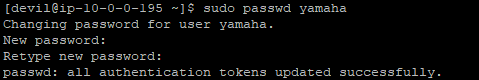 [devil@ip-10-0-0-195 ~]$ sudo passwd yamaha
Changing password for user yamaha.
New password:
Retype new password:
passwd: all authentication tokens updated successfully.